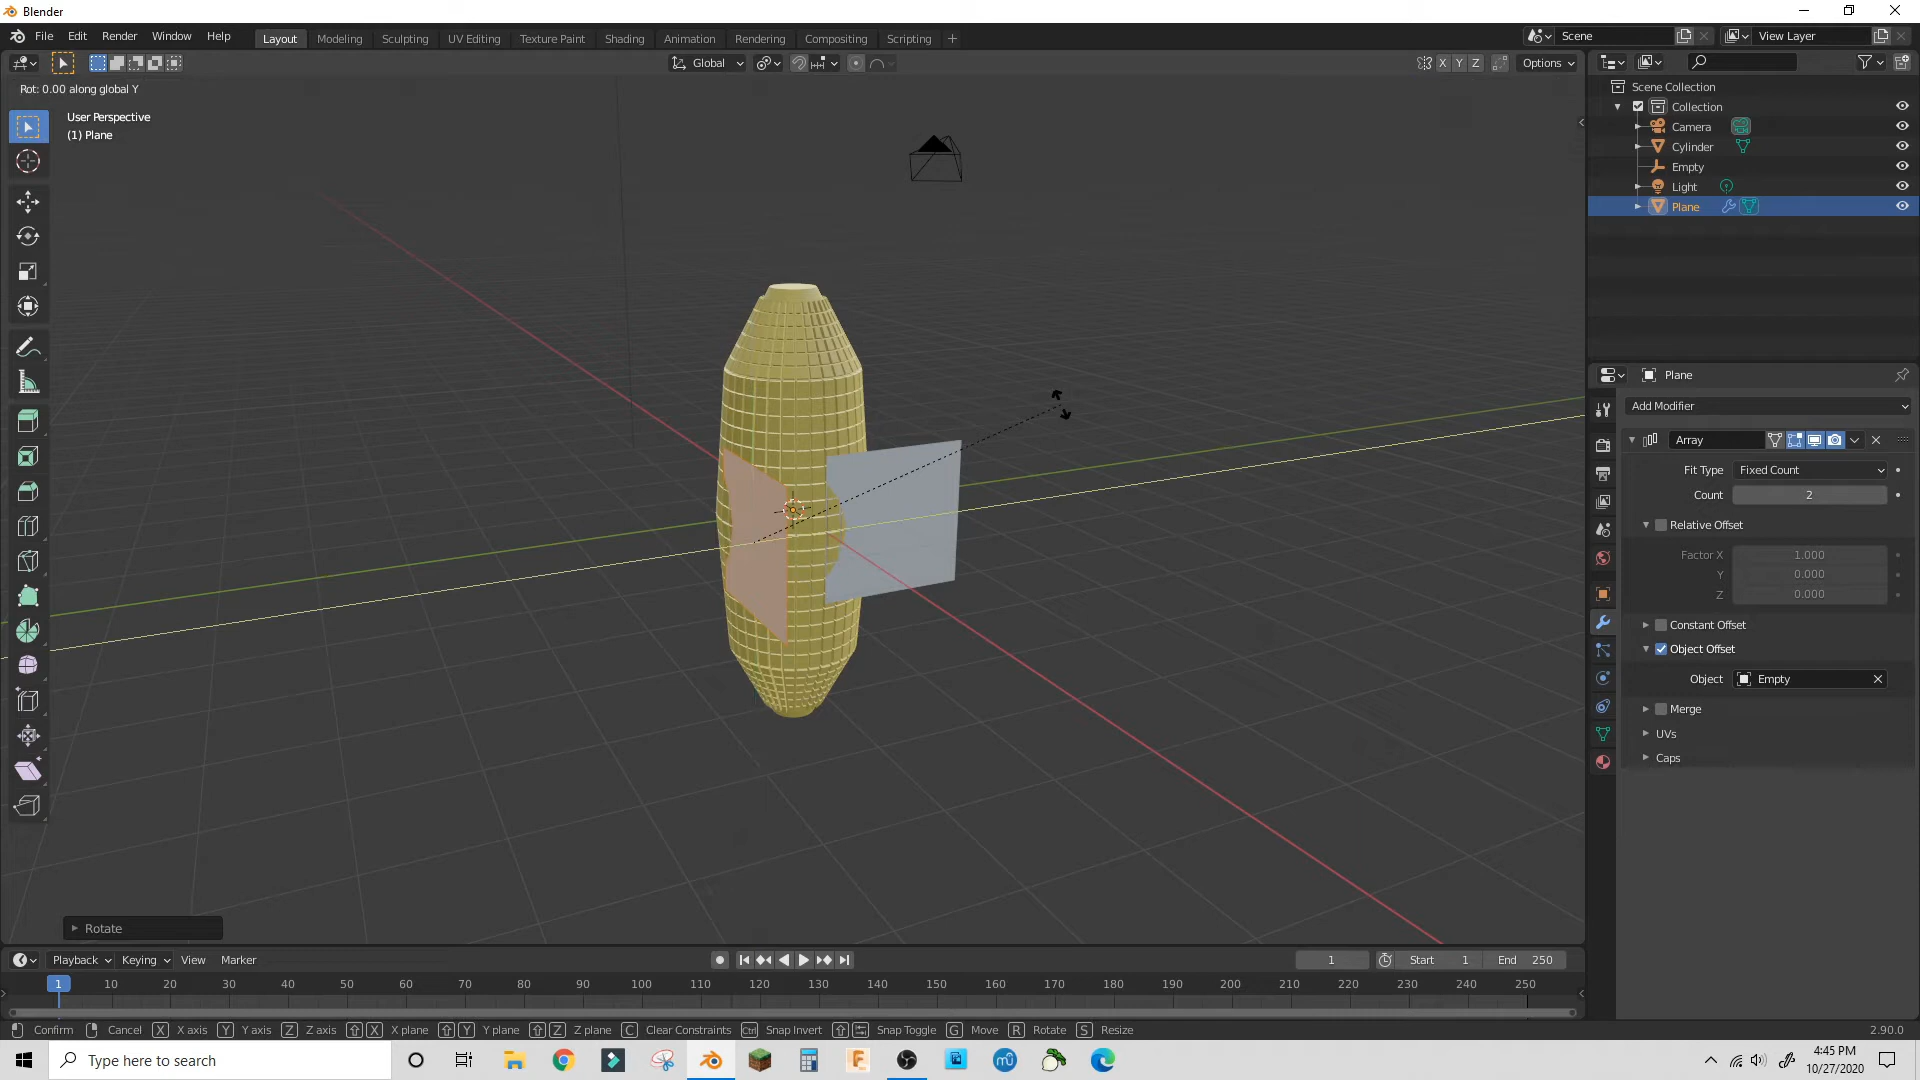 Blender
File Edit Render Window Help
Layout Modeling Sculpting UV Editing Texture Paint Shading Animation Rendering Compositing Scripting +
Scene View Layer
Global X Y Z Options
Rot: 0.00 along global Y
User Perspective
(1) Plane
Scene Collection
Collection
Camera
Cylinder
Empty
Light
Plane
Plane
Add Modifier
Array
Fit Type Fixed Count
Count 2
Relative Offset
Factor X 1.000
Y 0.000
Z 0.000
Constant Offset
Object Offset
Object Empty
Merge
UVs
Caps
Rotate
Playback Keying View Marker 1 Start 1 End 250
1 10 20 30 40 50 60 70 80 90 100 110 120 130 140 150 160 170 180 190 200 210 220 230 240 250
Confirm Cancel X X axis Y Y axis Z Z axis X X plane Y Y plane Z Z plane C Clear Constraints Ctrl Snap Invert Snap Toggle G Move R Rotate S Resize 2.90.0
Type here to search
4:45 PM
10/27/2020